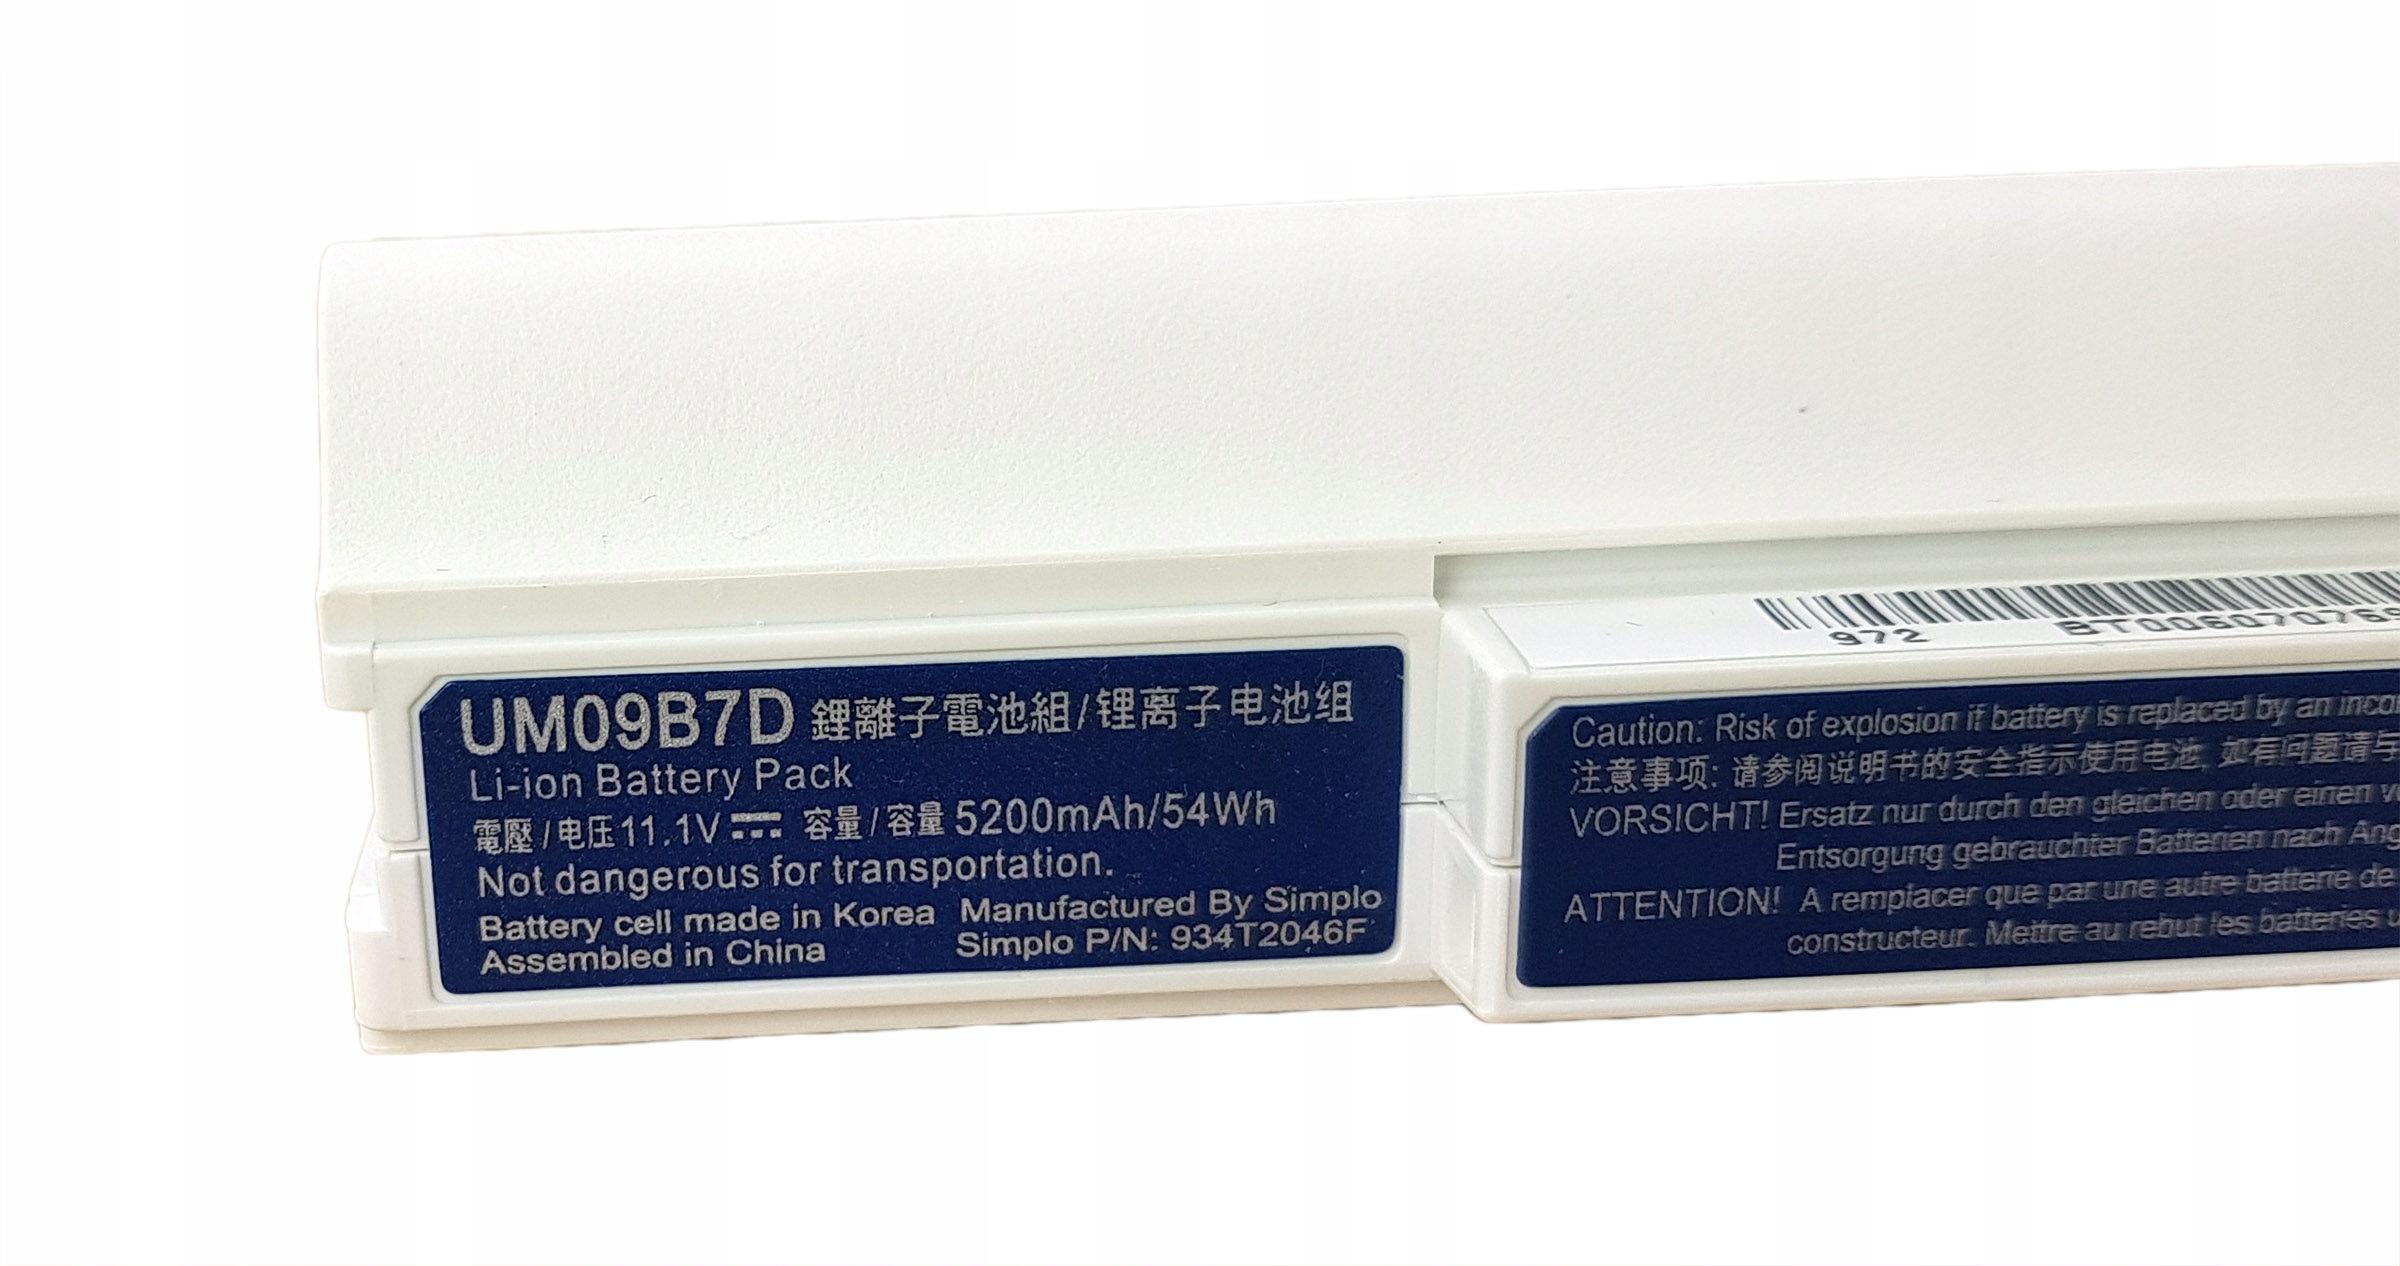 UM09B7D 鋰離子電池組/锂离子电池组
Li-ion Battery Pack
電壓/电压11.1V 容量/容量 5200mAh/54Wh
Not dangerous for transportation.
Battery cell made in Korea Manufactured By Simplo
Assembled in China Simplo P/N: 934T2046F
972 BT00607076
Caution: Risk of explosion if battery is replaced by an
注意事项: 请参阅说明书的安全指示使用电池, 如有问题请与
VORSICHT! Ersatz nur durch den gleichen oder einen
Entsorgung gebrauchter Batterien nach
ATTENTION! A remplacer que par une autre batterie de
constructeur. Mettre au rebut les batteries